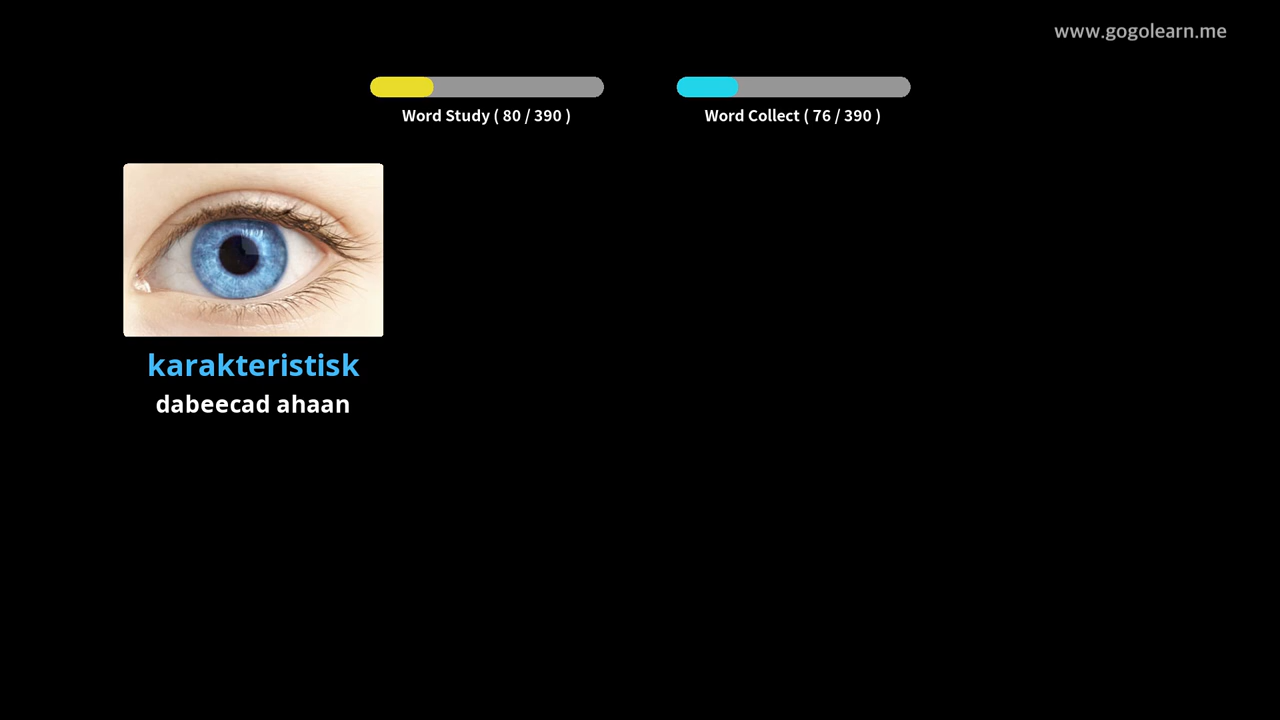 www.gogolearn.me
Word Study ( 80 / 390 )
Word Collect ( 76 / 390 )
karakteristisk
dabeecad ahaan